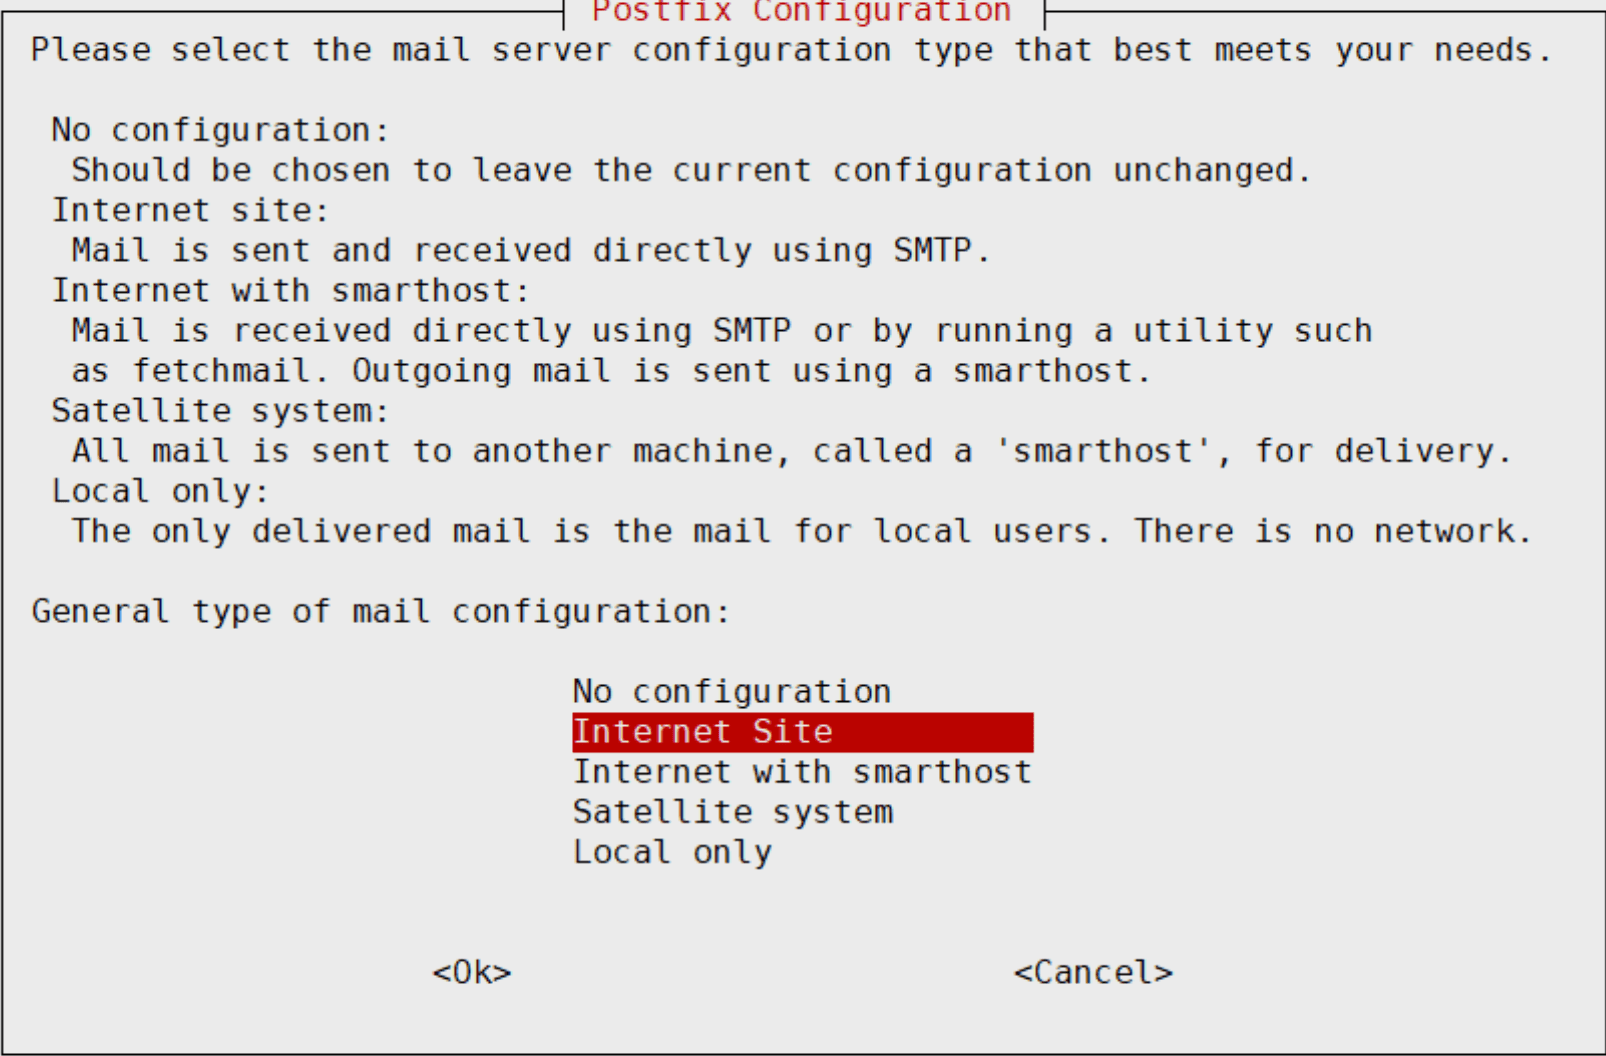 Postfix Configuration
Please select the mail server configuration type that best meets your needs.
No configuration:
Should be chosen to leave the current configuration unchanged.
Internet site:
Mail is sent and received directly using SMTP.
Internet with smarthost:
Mail is received directly using SMTP or by running a utility such
as fetchmail. Outgoing mail is sent using a smarthost.
Satellite system:
All mail is sent to another machine, called a 'smarthost', for delivery.
Local only:
The only delivered mail is the mail for local users. There is no network.
General type of mail configuration:
No configuration
Internet Site
Internet with smarthost
Satellite system
Local only
<Ok> <Cancel>